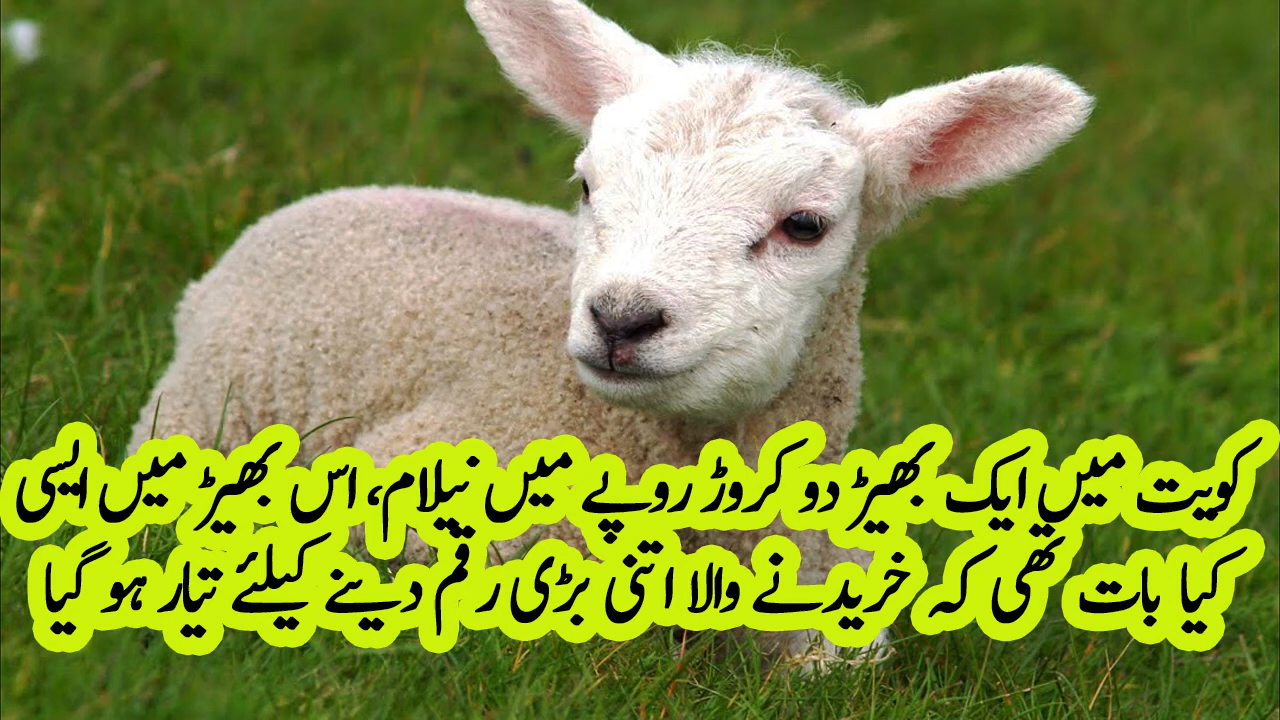 کویت میں ایک بھیڑ دو کروڑ روپے میں نیلام، اس بھیڑ میں ایسی
کیا بات تھی کہ خریدنے والا اتنی بڑی رقم دینے کیلئے تیار ہو گیا